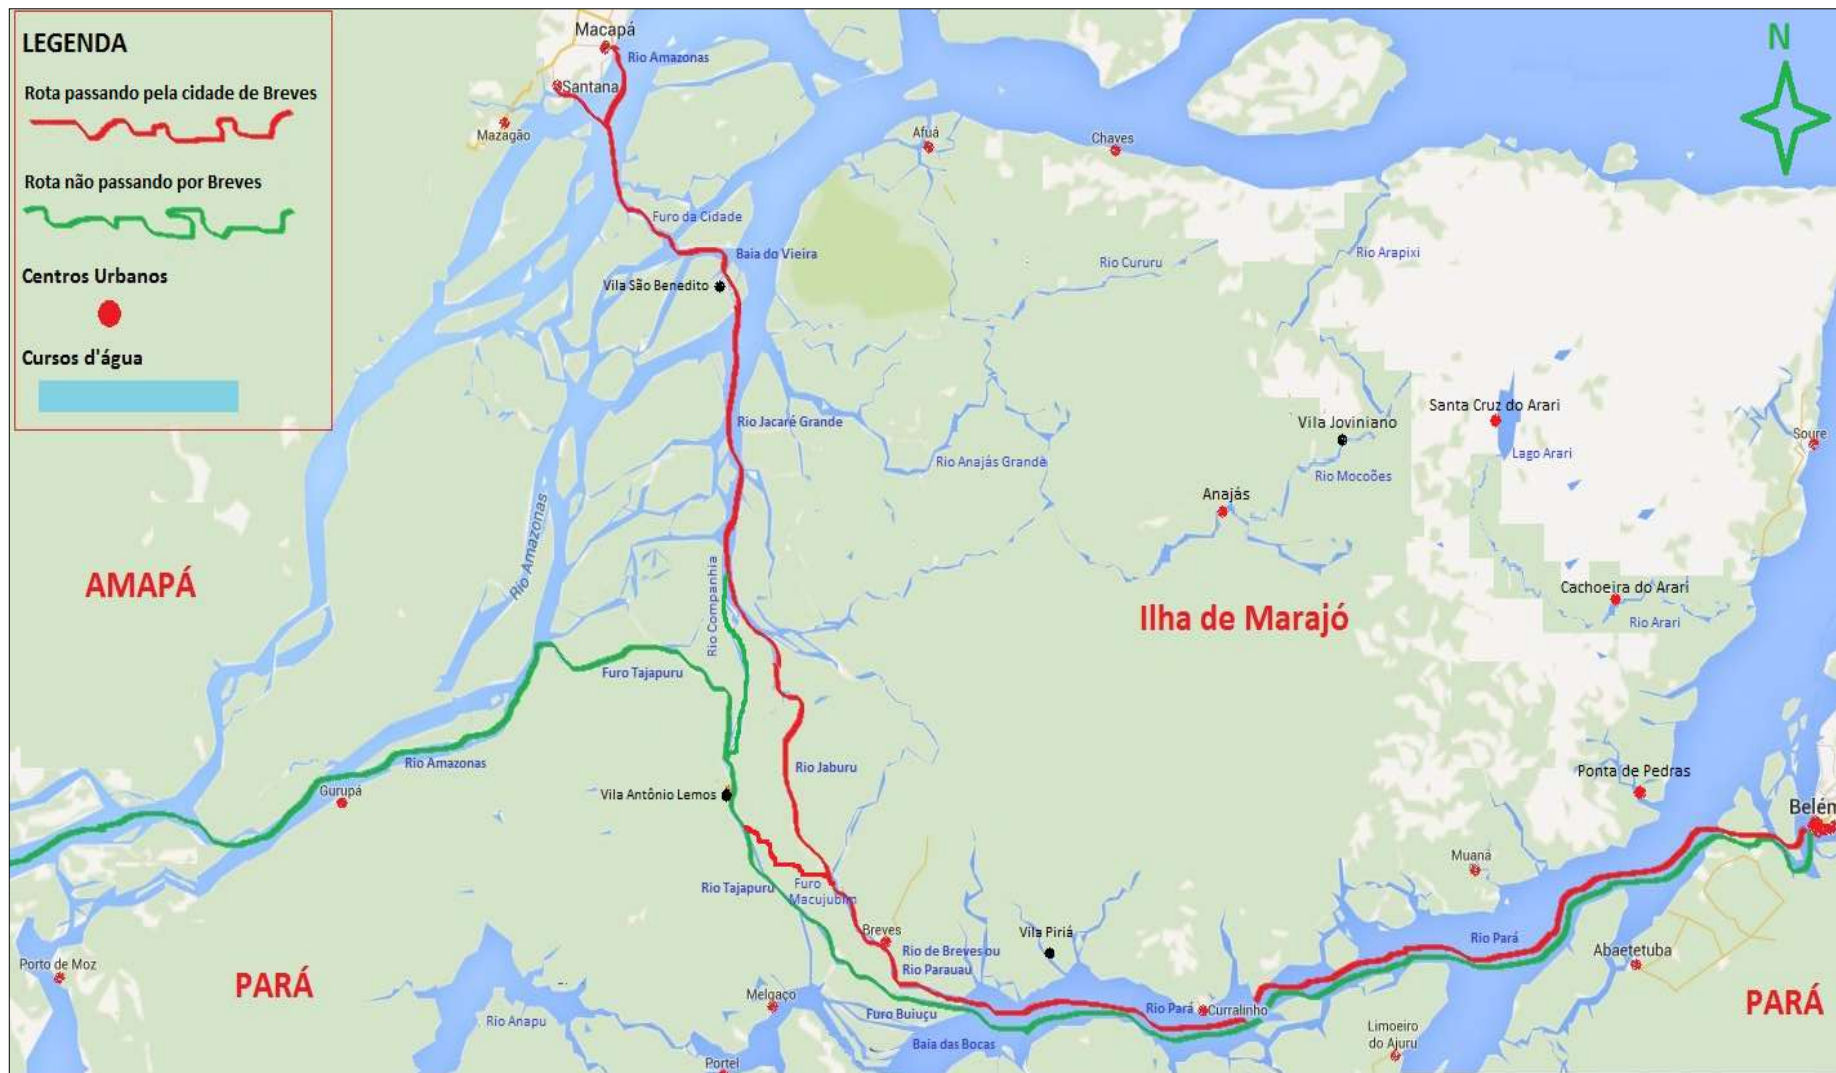 LEGENDA
Rota passando pela cidade de Breves
Rota não passando por Breves
Centros Urbanos
Cursos d'água
N
Macapá
Rio Amazonas
Santana
Mazagão
Afuá
Chaves
Furo da Cidade
Baia do Vieira
Rio Cururu
Rio Arapixi
Vila São Benedito
Rio Jacaré Grande
Santa Cruz do Arari
Vila Joviniano
Soure
Lago Arari
Rio Anajás Grande
Rio Mocoões
Anajás
Rio Amazonas
AMAPÁ
Rio Companhia
Cachoeira do Arari
Rio Arari
Ilha de Marajó
Furo Tajapuru
Rio Amazonas
Rio Jaburu
Ponta de Pedras
Gurupá
Vila Antônio Lemos
Belém
Muaná
Rio Tajapuru
Furo
Macujubim
Breves
Vila Piriá
Rio de Breves ou
Rio Parauau
Rio Pará
Abaetetuba
Porto de Moz
PARÁ
Melgaço
Rio Pará
Curralinho
PARÁ
Rio Anapu
Furo Buiuçu
Baia das Bocas
Limoeiro
do Ajuru
Portel